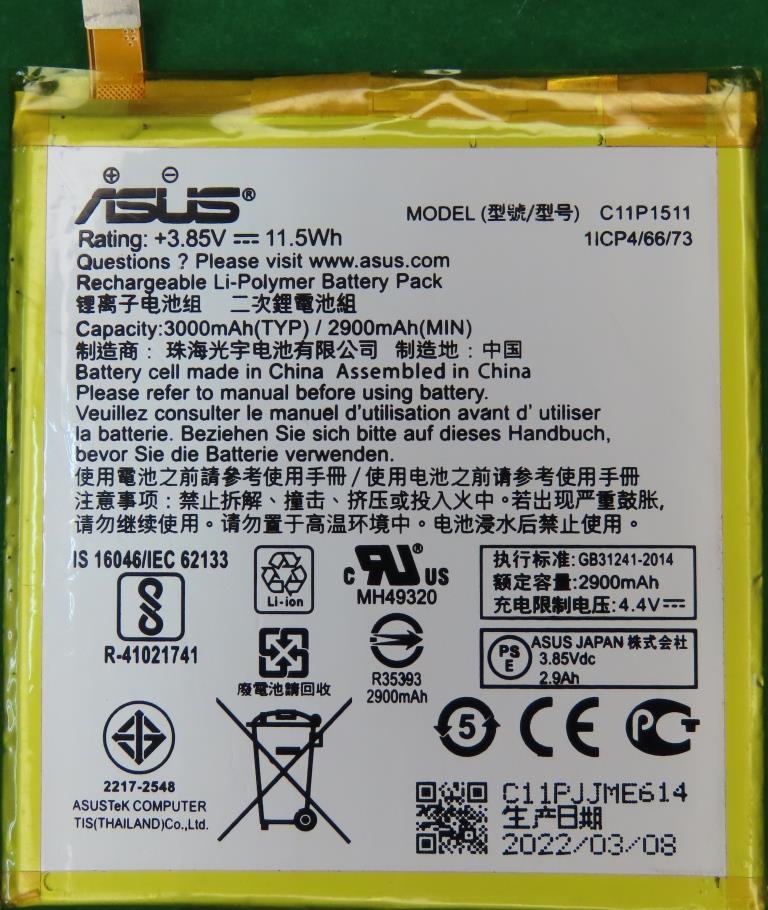 ASUS®
MODEL (型號/型号) C11P1511
Rating: +3.85V 11.5Wh
1ICP4/66/73
Questions ? Please visit www.asus.com
Rechargeable Li-Polymer Battery Pack
锂离子电池组 二次鋰電池組
Capacity:3000mAh(TYP) / 2900mAh(MIN)
制造商：珠海光宇电池有限公司 制造地：中国
Battery cell made in China Assembled in China
Please refer to manual before using battery.
Veuillez consulter le manuel d'utilisation avant d' utiliser
la batterie. Beziehen Sie sich bitte auf dieses Handbuch,
bevor Sie die Batterie verwenden.
使用電池之前請參考使用手冊 / 使用电池之前请参考使用手册
注意事项：禁止拆解、撞击、挤压或投入火中。若出现严重鼓胀,
请勿继续使用。请勿置于高温环境中。电池浸水后禁止使用。
IS 16046/IEC 62133
R-41021741
Li-ion
廢電池請回收
c RU® US
MH49320
R35393
2900mAh
执行标准: GB31241-2014
额定容量:2900mAh
充电限制电压: 4.4V
PS
E
ASUS JAPAN 株式会社
3.85Vdc
2.9Ah
2217-2548
ASUSTeK COMPUTER
TIS(THAILAND)Co.,Ltd.
5 CE PCT
C11PJJME614
生产日期
2022/03/08